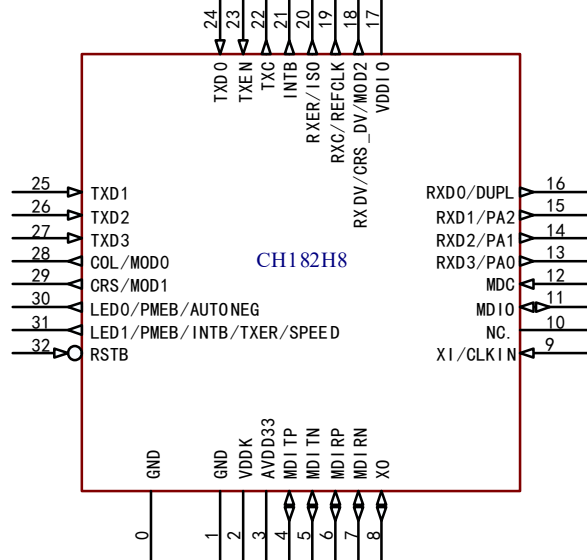 24 23 22 21 20 19 18 17
TXD0 TXEN TXC INTB RXER/ISO RXC/REFCLK RXDV/CRS_DV/MOD2 VDDIO
25 TXD1
26 TXD2
27 TXD3
28 COL/MOD0
29 CRS/MOD1
30 LED0/PMEB/AUTONEG
31 LED1/PMEB/INTB/TXER/SPEED
32 RSTB
CH182H8
RXD0/DUPL 16
RXD1/PA2 15
RXD2/PA1 14
RXD3/PA0 13
MDC 12
MDIO 11
NC. 10
XI/CLKIN 9
GND GND VDDK AVDD33 MDITP MDITN MDIRP MDIRN XO
0 1 2 3 4 5 6 7 8